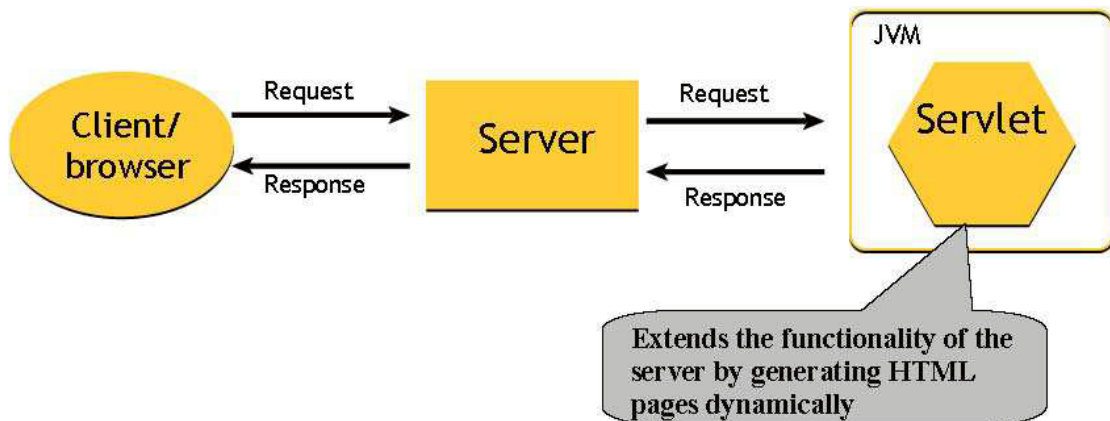 JVM
Request
Request
Client/
browser
Server
Servlet
Response
Response
Extends the functionality of the
server by generating HTML
pages dynamically